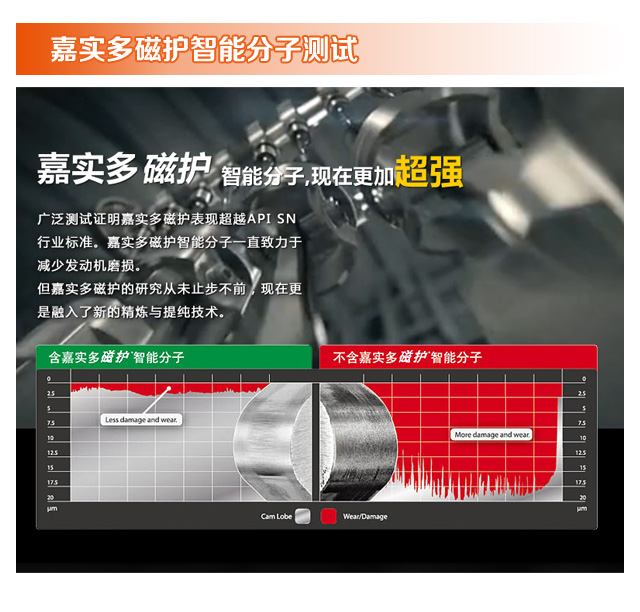 嘉实多磁护智能分子测试
嘉实多 磁护 智能分子,现在更加超强
广泛测试证明嘉实多磁护表现超越API SN
行业标准。嘉实多磁护智能分子一直致力于
减少发动机磨损。
但嘉实多磁护的研究从未止步不前，现在更
是融入了新的精炼与提纯技术。
含嘉实多磁护智能分子
不含嘉实多磁护智能分子
0
2.5
5
7.5
10
12.5
15
17.5
20
μm
Less damage and wear.
More damage and wear.
0
2.5
5
7.5
10
12.5
15
17.5
20
μm
Cam Lobe
Wear/Damage